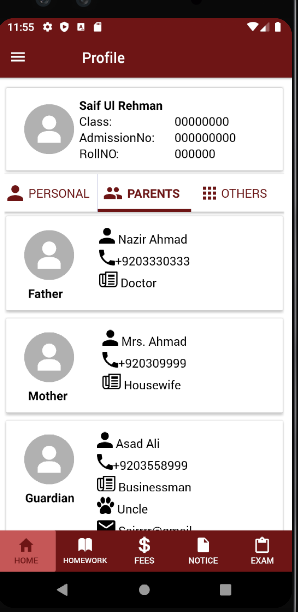 11:55
Profile
Saif Ul Rehman
Class: 00000000
AdmissionNo: 000000000
RollNO: 000000
PERSONAL PARENTS OTHERS
Nazir Ahmad
+9203330333
Doctor
Father
Mrs. Ahmad
+920309999
Housewife
Mother
Asad Ali
+9203558999
Businessman
Guardian
Uncle
HOME HOMEWORK FEES NOTICE EXAM